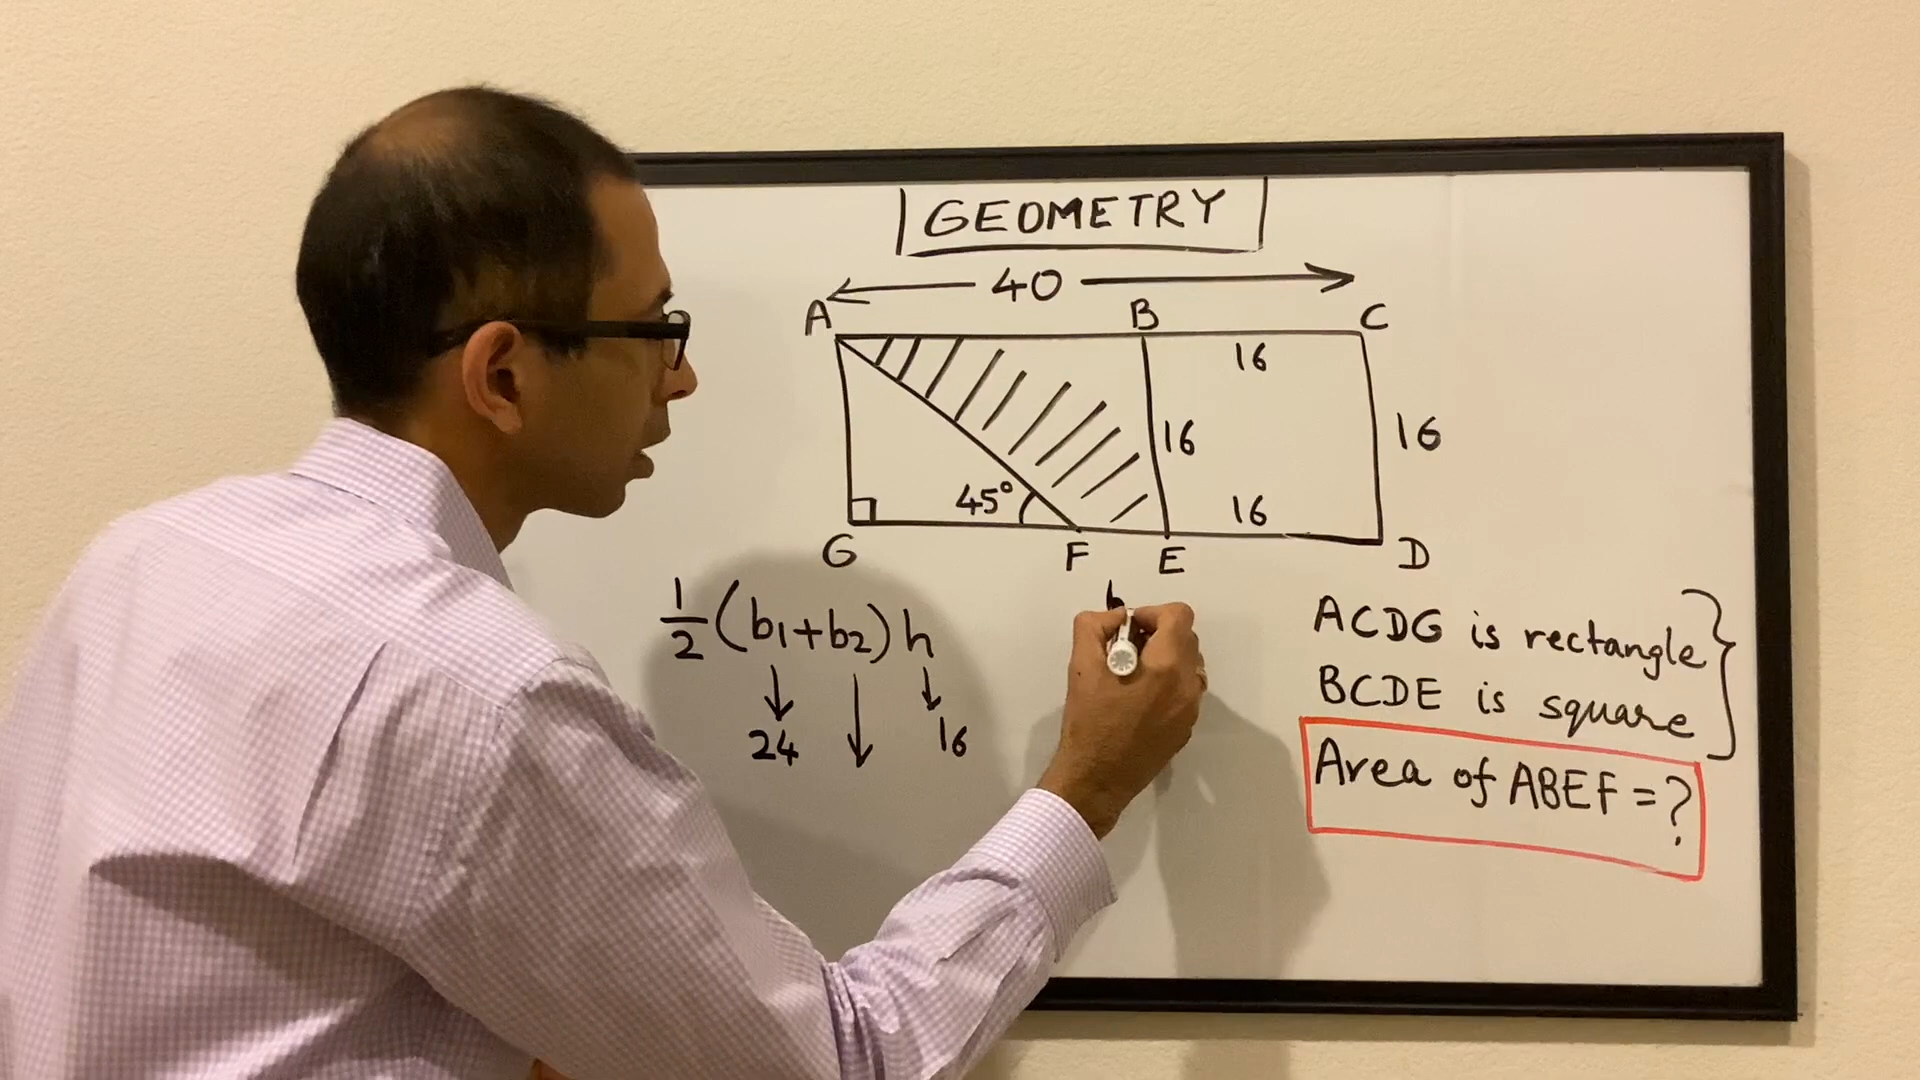 GEOMETRY
40
A B C
16
16 16
45° 16
G F E D
1/2 (b1+b2) h
24 16
ACDG is rectangle
BCDE is square
Area of ABEF = ?